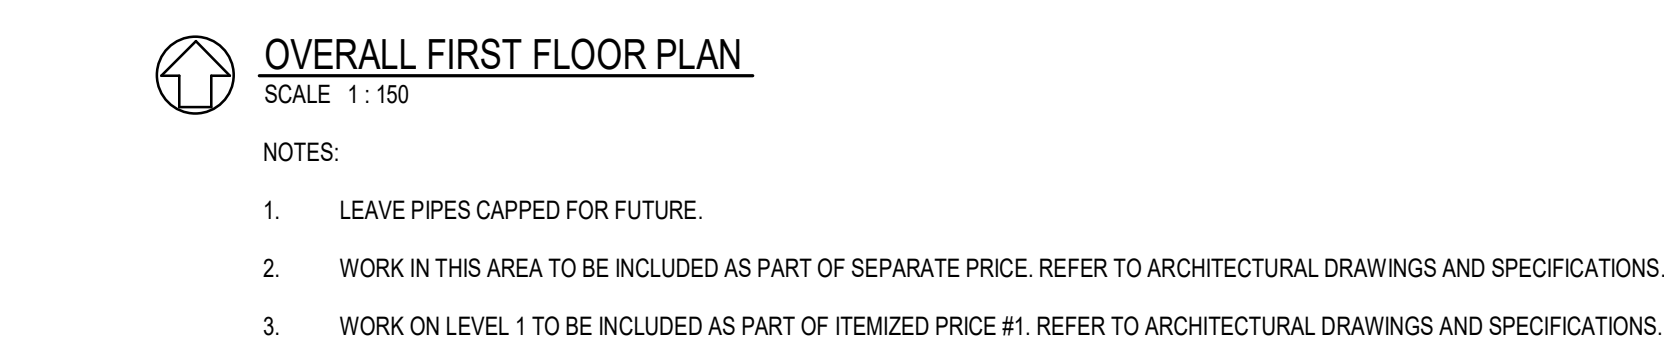 OVERALL FIRST FLOOR PLAN
SCALE 1 : 150
NOTES:
1. LEAVE PIPES CAPPED FOR FUTURE.
2. WORK IN THIS AREA TO BE INCLUDED AS PART OF SEPARATE PRICE. REFER TO ARCHITECTURAL DRAWINGS AND SPECIFICATIONS.
3. WORK ON LEVEL 1 TO BE INCLUDED AS PART OF ITEMIZED PRICE #1. REFER TO ARCHITECTURAL DRAWINGS AND SPECIFICATIONS.